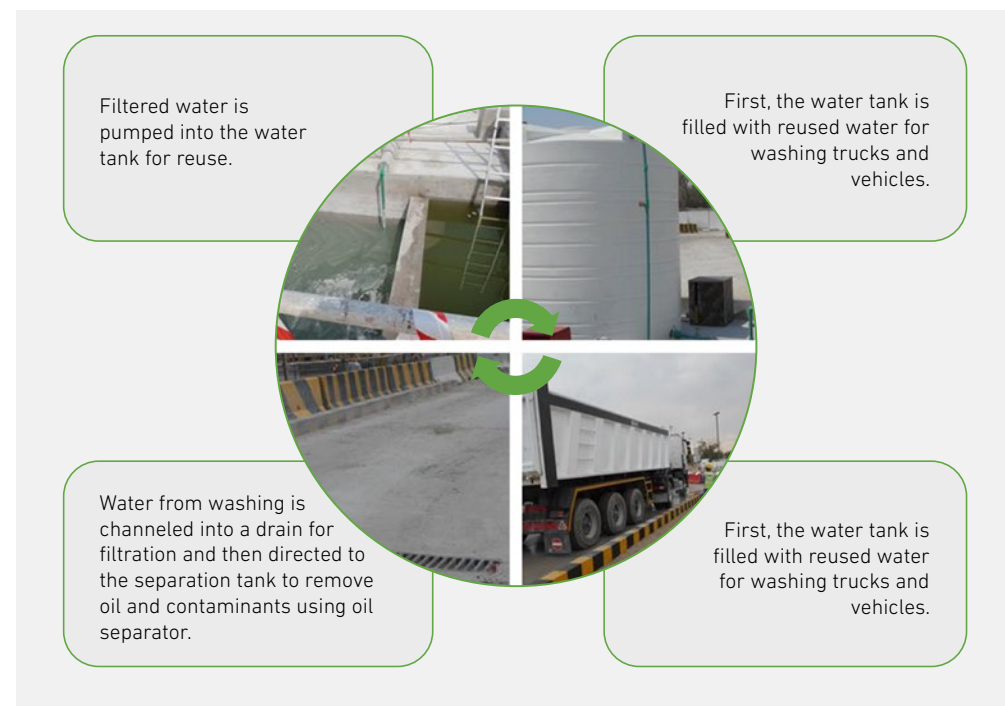 Filtered water is
pumped into the water
tank for reuse.
First, the water tank is
filled with reused water for
washing trucks and
vehicles.
Water from washing is
channeled into a drain for
filtration and then directed to
the separation tank to remove
oil and contaminants using oil
separator.
First, the water tank is
filled with reused water
for washing trucks and
vehicles.